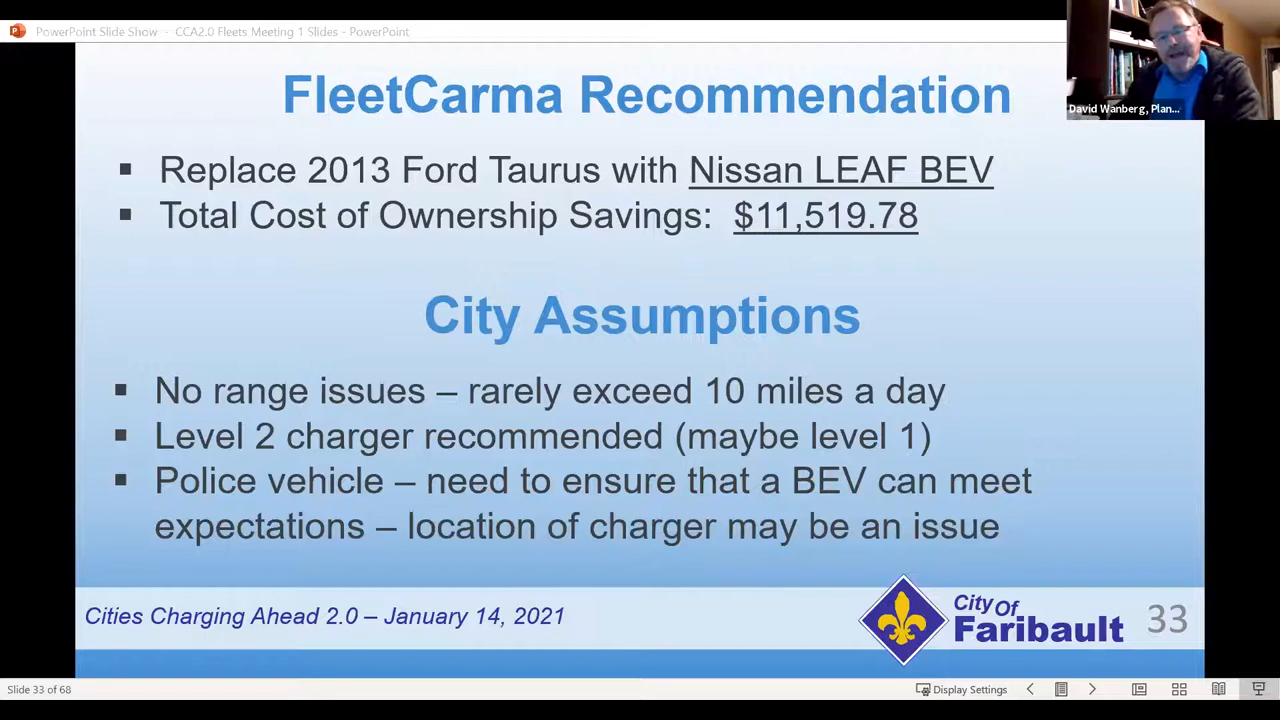 PowerPoint Slide Show - CCA2.0 Fleets Meeting 1 Slides - PowerPoint
David Wanberg, Plan...
FleetCarma Recommendation
▪ Replace 2013 Ford Taurus with Nissan LEAF BEV
▪ Total Cost of Ownership Savings: $11,519.78
City Assumptions
▪ No range issues – rarely exceed 10 miles a day
▪ Level 2 charger recommended (maybe level 1)
▪ Police vehicle – need to ensure that a BEV can meet
expectations – location of charger may be an issue
Cities Charging Ahead 2.0 – January 14, 2021
City Of
Faribault
33
Slide 33 of 68
Display Settings